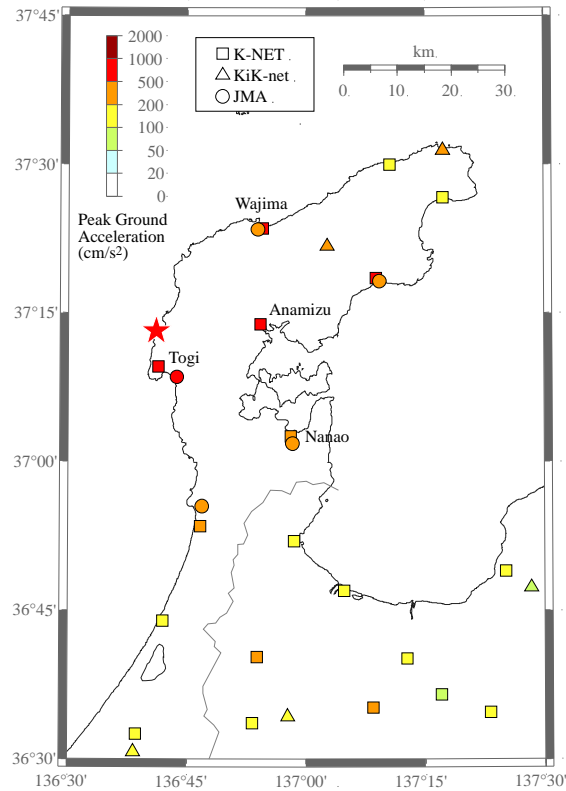 37°45'
37°30'
37°15'
37°00'
36°45'
36°30'
136°30'
136°45'
137°00'
137°15'
137°30'
2000
1000
500
200
100
50
20
0
Peak Ground
Acceleration
(cm/s²)
K-NET .
KiK-net .
JMA .
km.
0. 10. 20. 30.
Wajima
Anamizu
Togi
Nanao